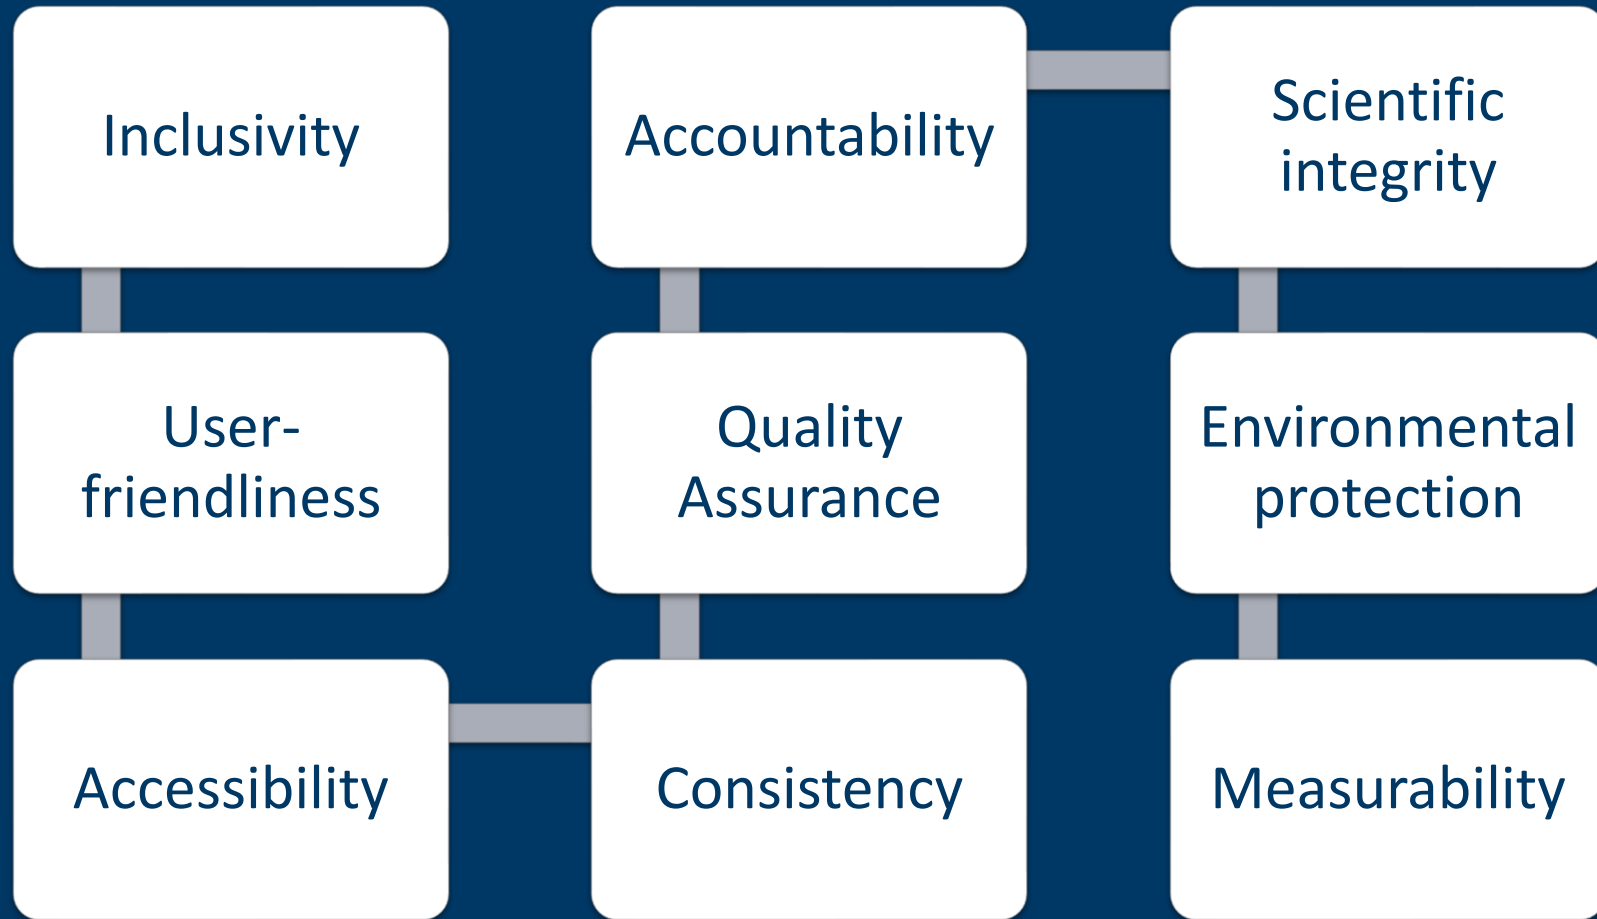 Inclusivity
User-
friendliness
Accessibility
Consistency
Quality
Assurance
Accountability
Scientific
integrity
Environmental
protection
Measurability